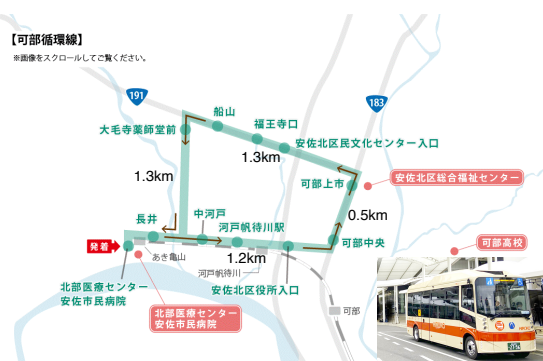 【可部循環線】
※画像をスクロールしてご覧ください。
191
183
船山
福王寺口
大毛寺薬師堂前
安佐北区民文化センター入口
1.3km
1.3km
可部上市
安佐北区総合福祉センター
0.5km
長井
中河戸
河戸帆待川駅
可部中央
可部高校
発着
あき亀山
1.2km
河戸帆待川
北部医療センター
安佐市民病院
安佐北区役所入口
北部医療センター
安佐市民病院
可部